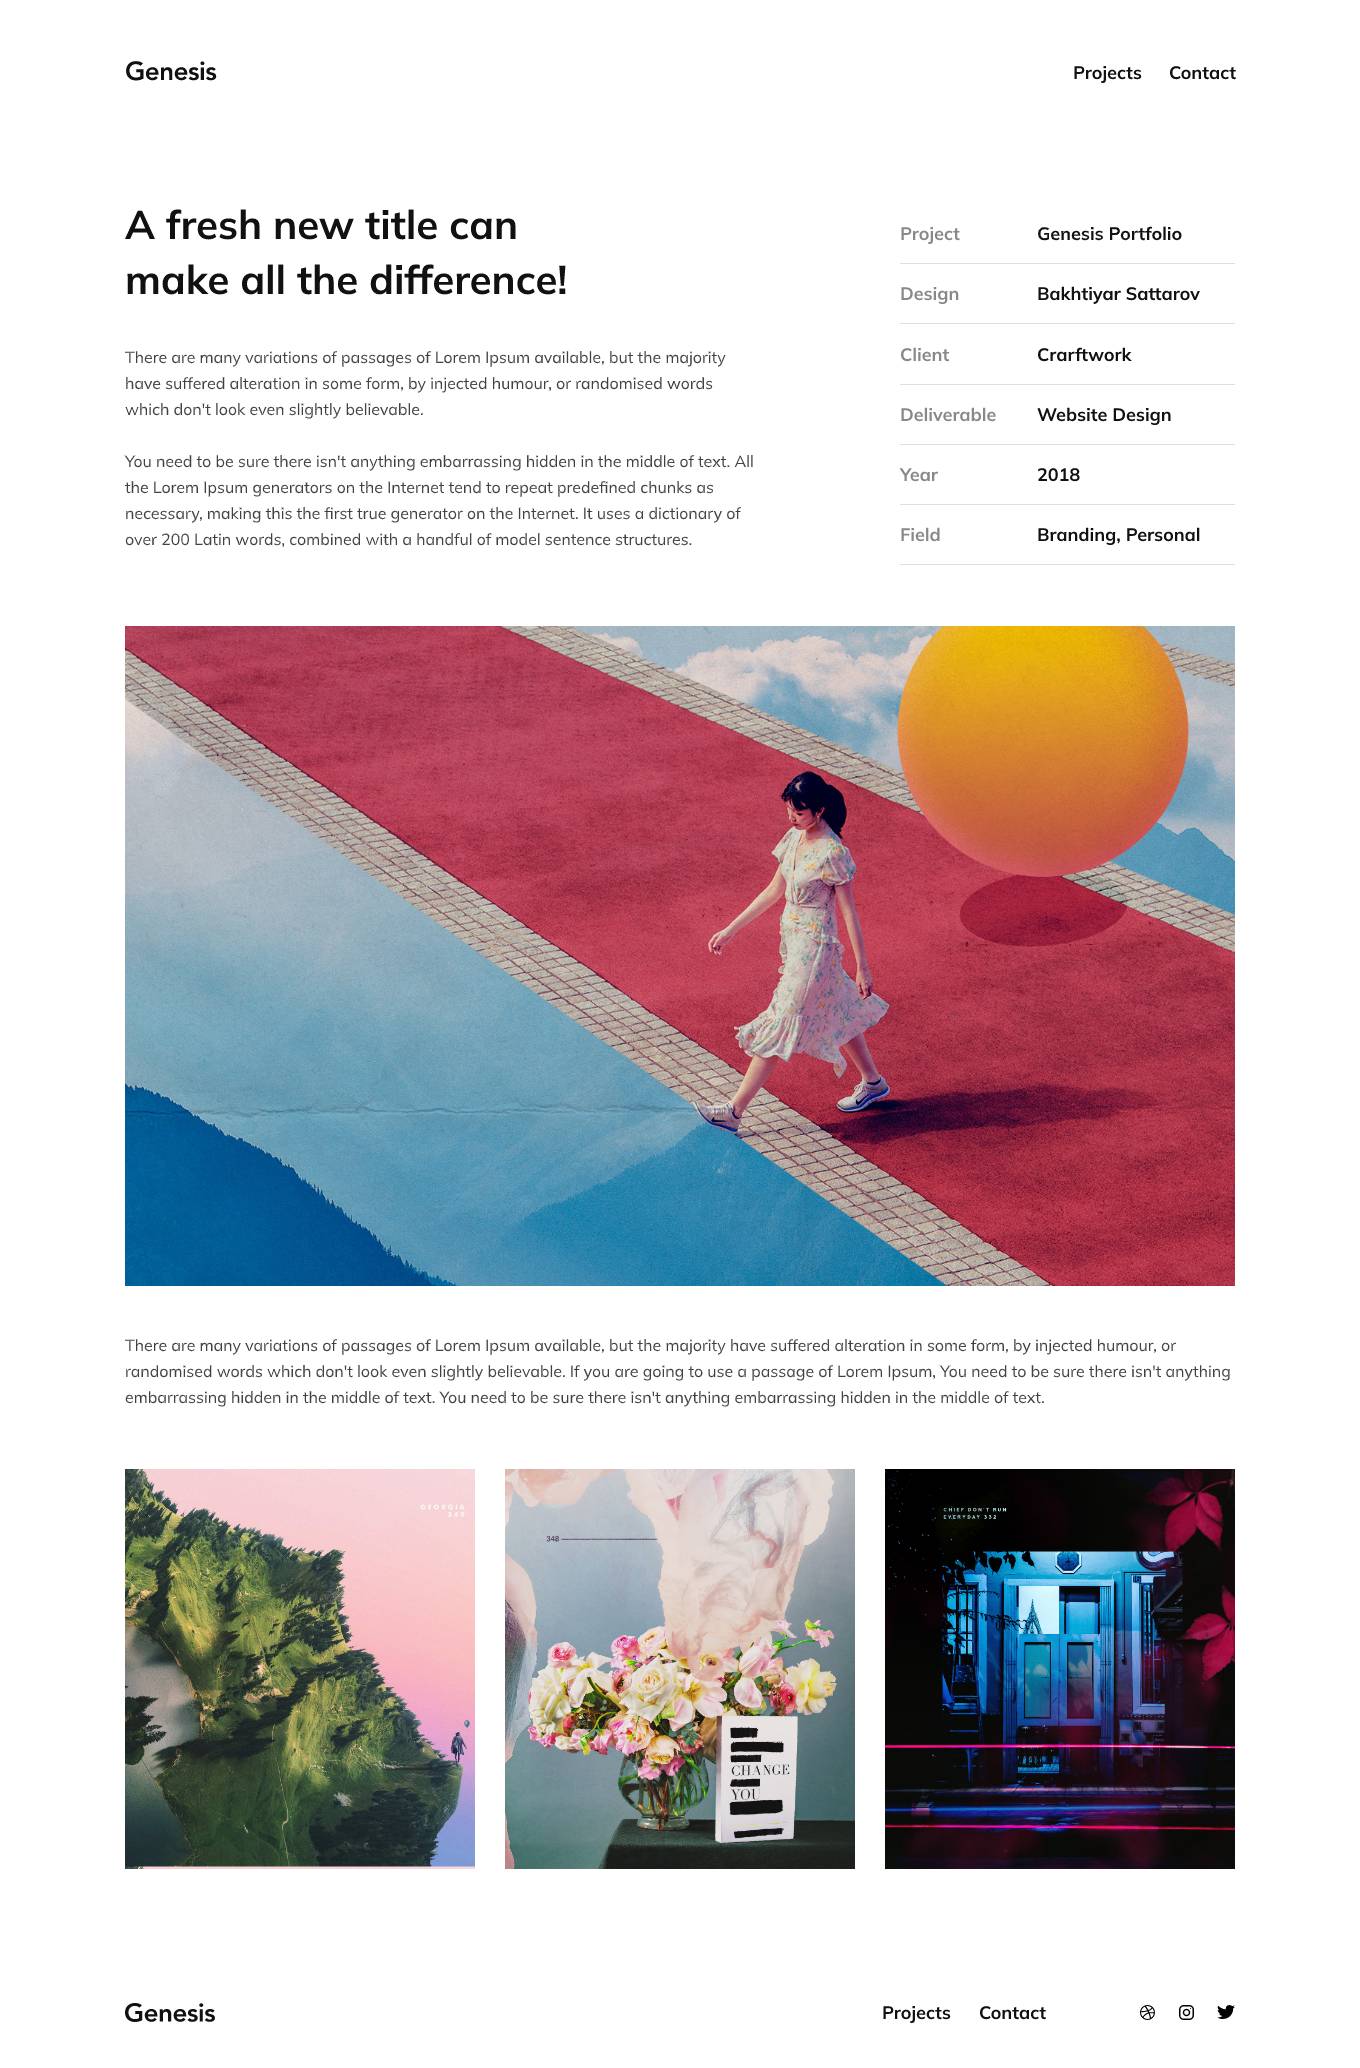 Genesis
Projects Contact
A fresh new title can
make all the difference!
There are many variations of passages of Lorem Ipsum available, but the majority
have suffered alteration in some form, by injected humour, or randomised words
which don't look even slightly believable.
You need to be sure there isn't anything embarrassing hidden in the middle of text. All
the Lorem Ipsum generators on the Internet tend to repeat predefined chunks as
necessary, making this the first true generator on the Internet. It uses a dictionary of
over 200 Latin words, combined with a handful of model sentence structures.
Project Genesis Portfolio
Design Bakhtiyar Sattarov
Client Crarftwork
Deliverable Website Design
Year 2018
Field Branding, Personal
There are many variations of passages of Lorem Ipsum available, but the majority have suffered alteration in some form, by injected humour, or
randomised words which don't look even slightly believable. If you are going to use a passage of Lorem Ipsum, You need to be sure there isn't anything
embarrassing hidden in the middle of text. You need to be sure there isn't anything embarrassing hidden in the middle of text.
GEORGIA
348
CHANGE
YOU
CHIEF DON'T RUN
EVERYDAY 332
Genesis
Projects Contact